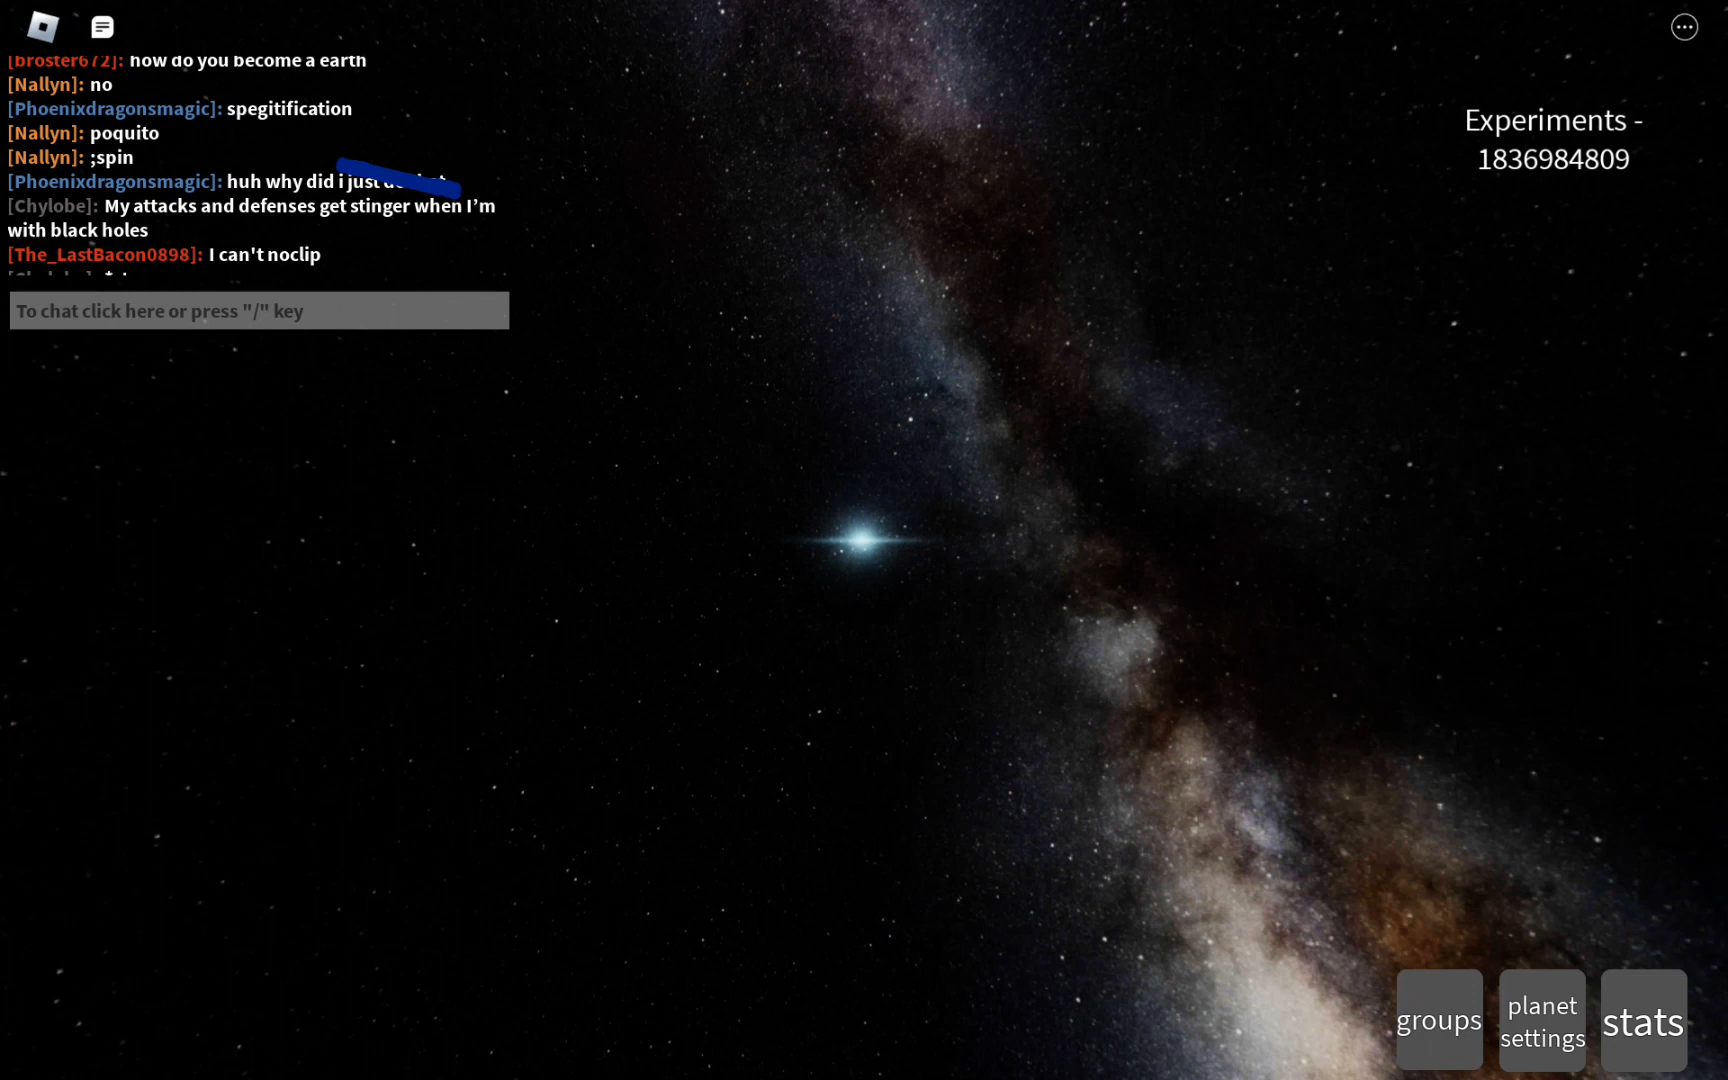 [broster672]: how do you become a earth
[Nallyn]: no
[Phoenixdragonsmagic]: spegitification
[Nallyn]: poquito
[Nallyn]: ;spin
[Phoenixdragonsmagic]: huh why did i just
[Chylobe]: My attacks and defenses get stinger when I’m
with black holes
[The_LastBacon0898]: I can't noclip
To chat click here or press "/" key
Experiments -
1836984809
groups
planet
settings
stats